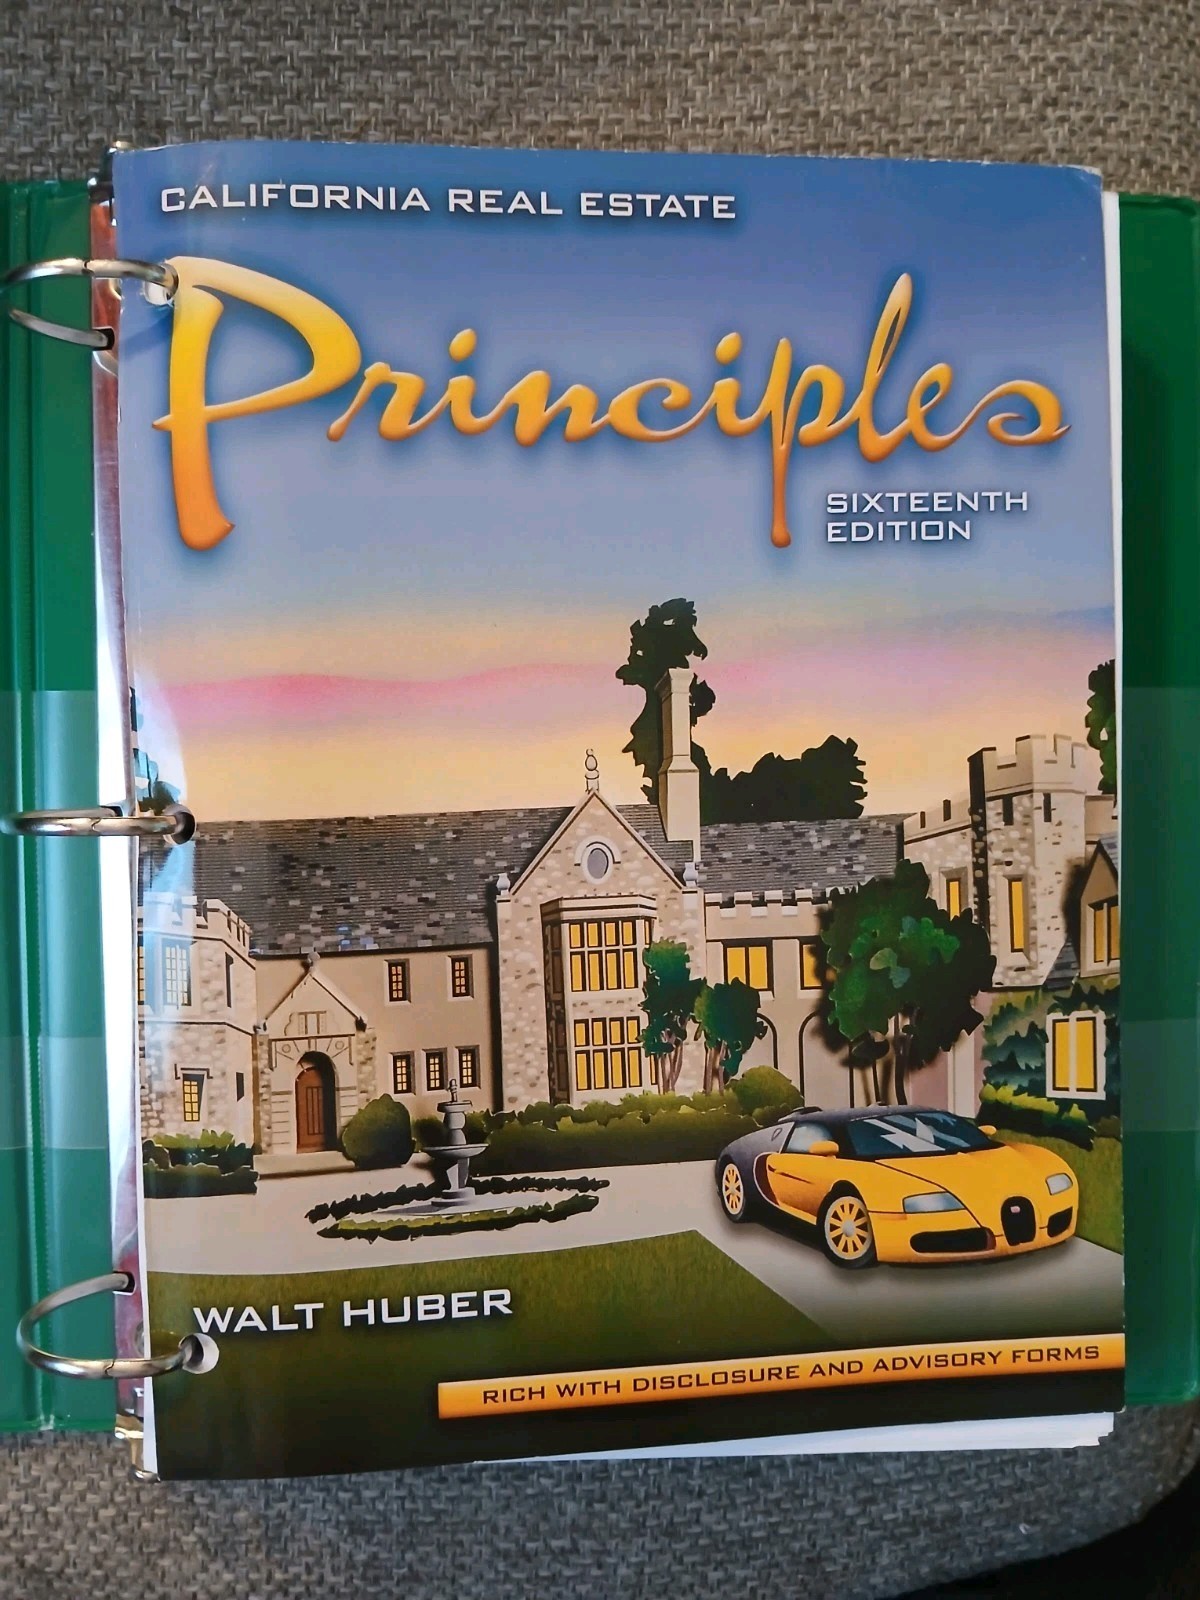 CALIFORNIA REAL ESTATE
Principles
SIXTEENTH
EDITION
WALT HUBER
RICH WITH DISCLOSURE AND ADVISORY FORMS